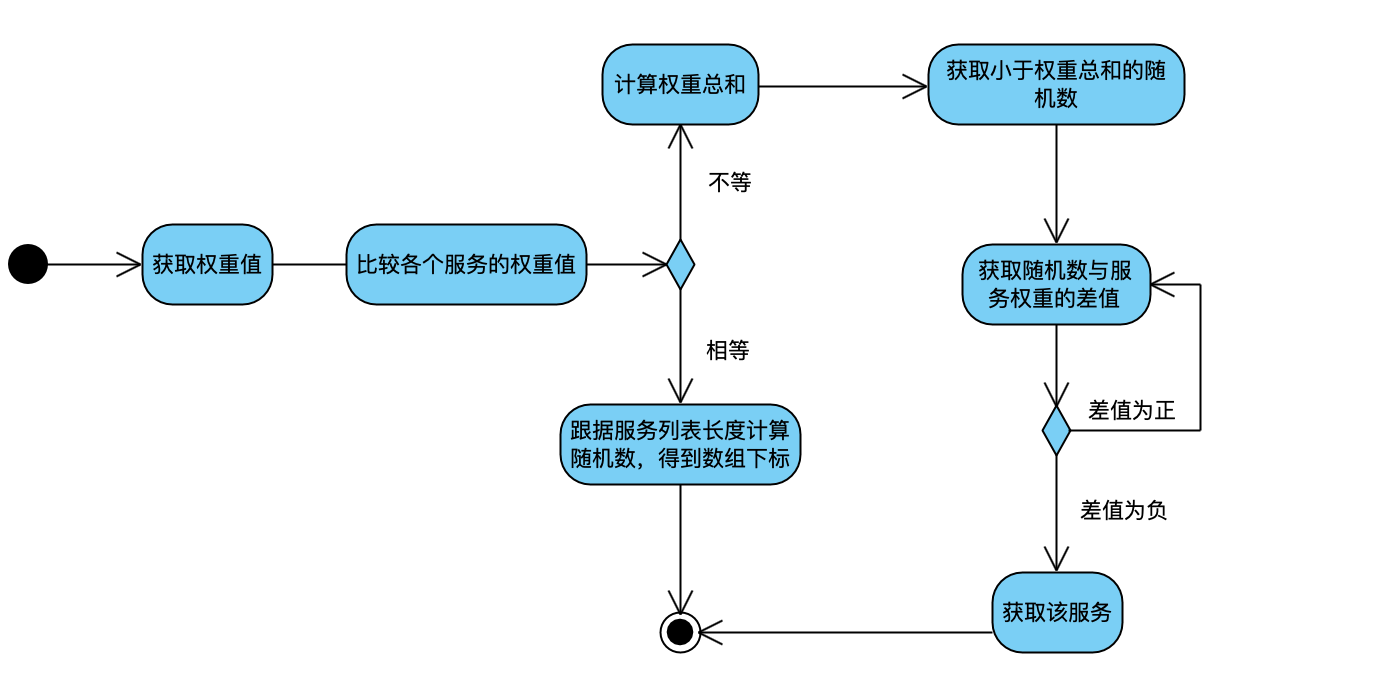 计算权重总和
获取小于权重总和的随
机数
不等
获取权重值
比较各个服务的权重值
获取随机数与服
务权重的差值
相等
差值为正
跟据服务列表长度计算
随机数，得到数组下标
差值为负
获取该服务